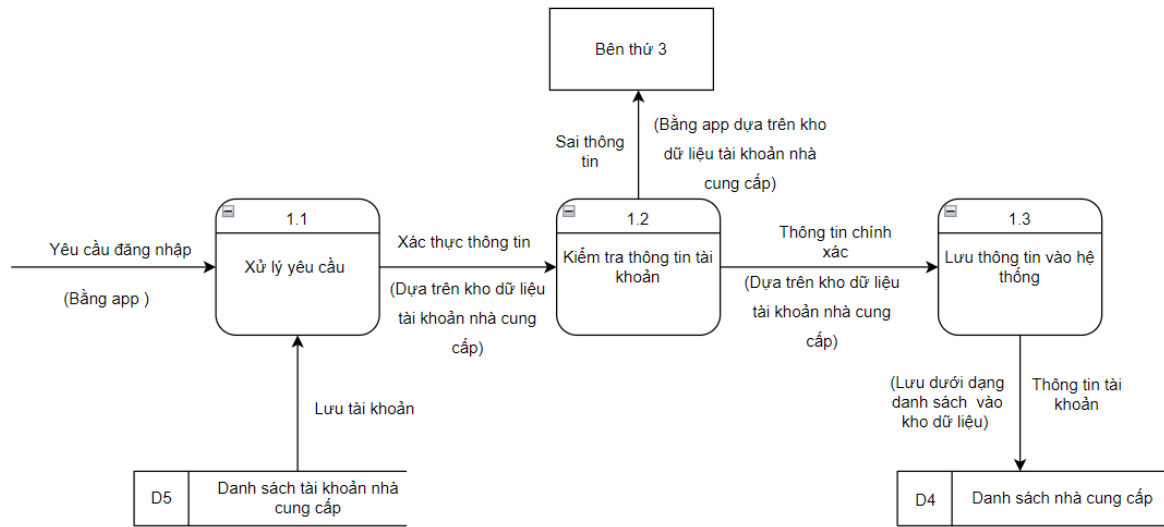 Bên thứ 3
Sai thông
tin
(Bằng app dựa trên kho
dữ liệu tài khoản nhà
cung cấp)
Yêu cầu đăng nhập
(Bằng app )
1.1
Xử lý yêu cầu
Xác thực thông tin
(Dựa trên kho dữ liệu
tài khoản nhà cung
cấp)
1.2
Kiểm tra thông tin tài
khoản
Thông tin chính
xác
(Dựa trên kho dữ liệu
tài khoản nhà cung
cấp)
1.3
Lưu thông tin vào hệ
thống
Lưu tài khoản
(Lưu dưới dạng
danh sách vào
kho dữ liệu)
Thông tin tài
khoản
D5
Danh sách tài khoản nhà
cung cấp
D4
Danh sách nhà cung cấp